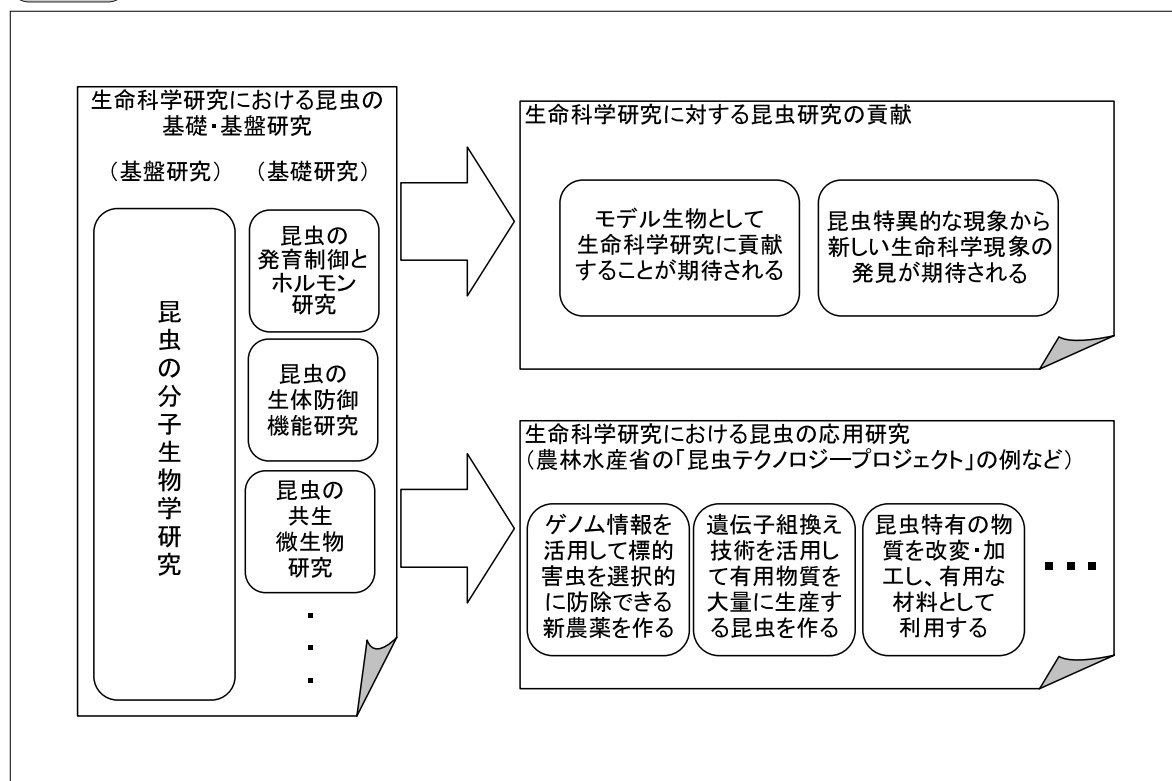 生命科学研究における昆虫の
基礎・基盤研究
（基盤研究）
（基礎研究）
昆虫の分子生物学研究
昆虫の
発育制御と
ホルモン
研究
昆虫の
生体防御
機能研究
昆虫の
共生
微生物
研究
・
・
・
生命科学研究に対する昆虫研究の貢献
モデル生物として
生命科学研究に貢献
することが期待される
昆虫特異的な現象から
新しい生命科学現象の
発見が期待される
生命科学研究における昆虫の応用研究
（農林水産省の「昆虫テクノロジープロジェクト」の例など）
ゲノム情報を
活用して標的
害虫を選択的
に防除できる
新農薬を作る
遺伝子組換え
技術を活用し
て有用物質を
大量に生産す
る昆虫を作る
昆虫特有の物
質を改変・加
工し、有用な
材料として
利用する
・・・